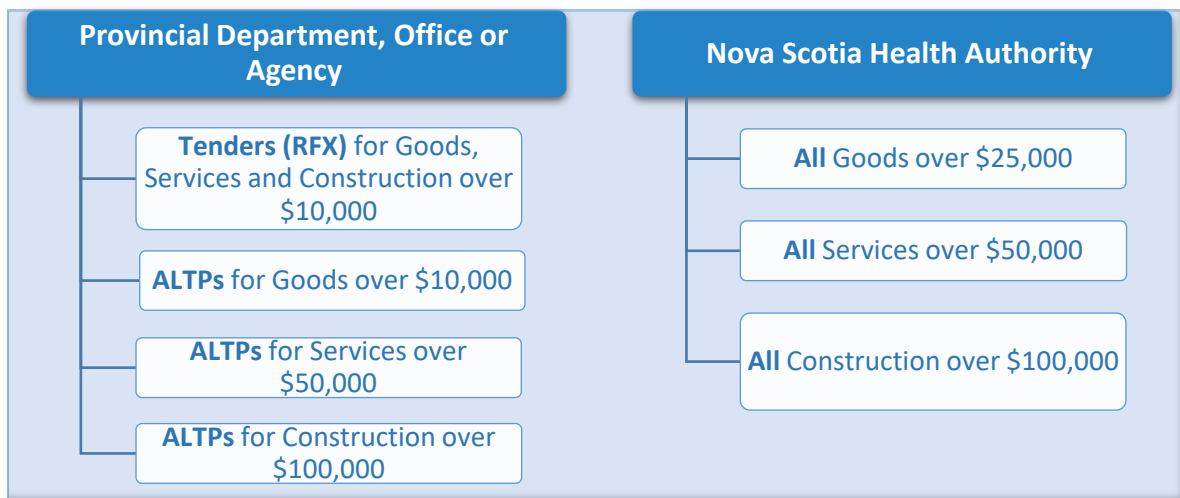 Provincial Department, Office or
Agency
Tenders (RFX) for Goods,
Services and Construction over
$10,000
ALTPs for Goods over $10,000
ALTPs for Services over
$50,000
ALTPs for Construction over
$100,000
Nova Scotia Health Authority
All Goods over $25,000
All Services over $50,000
All Construction over $100,000